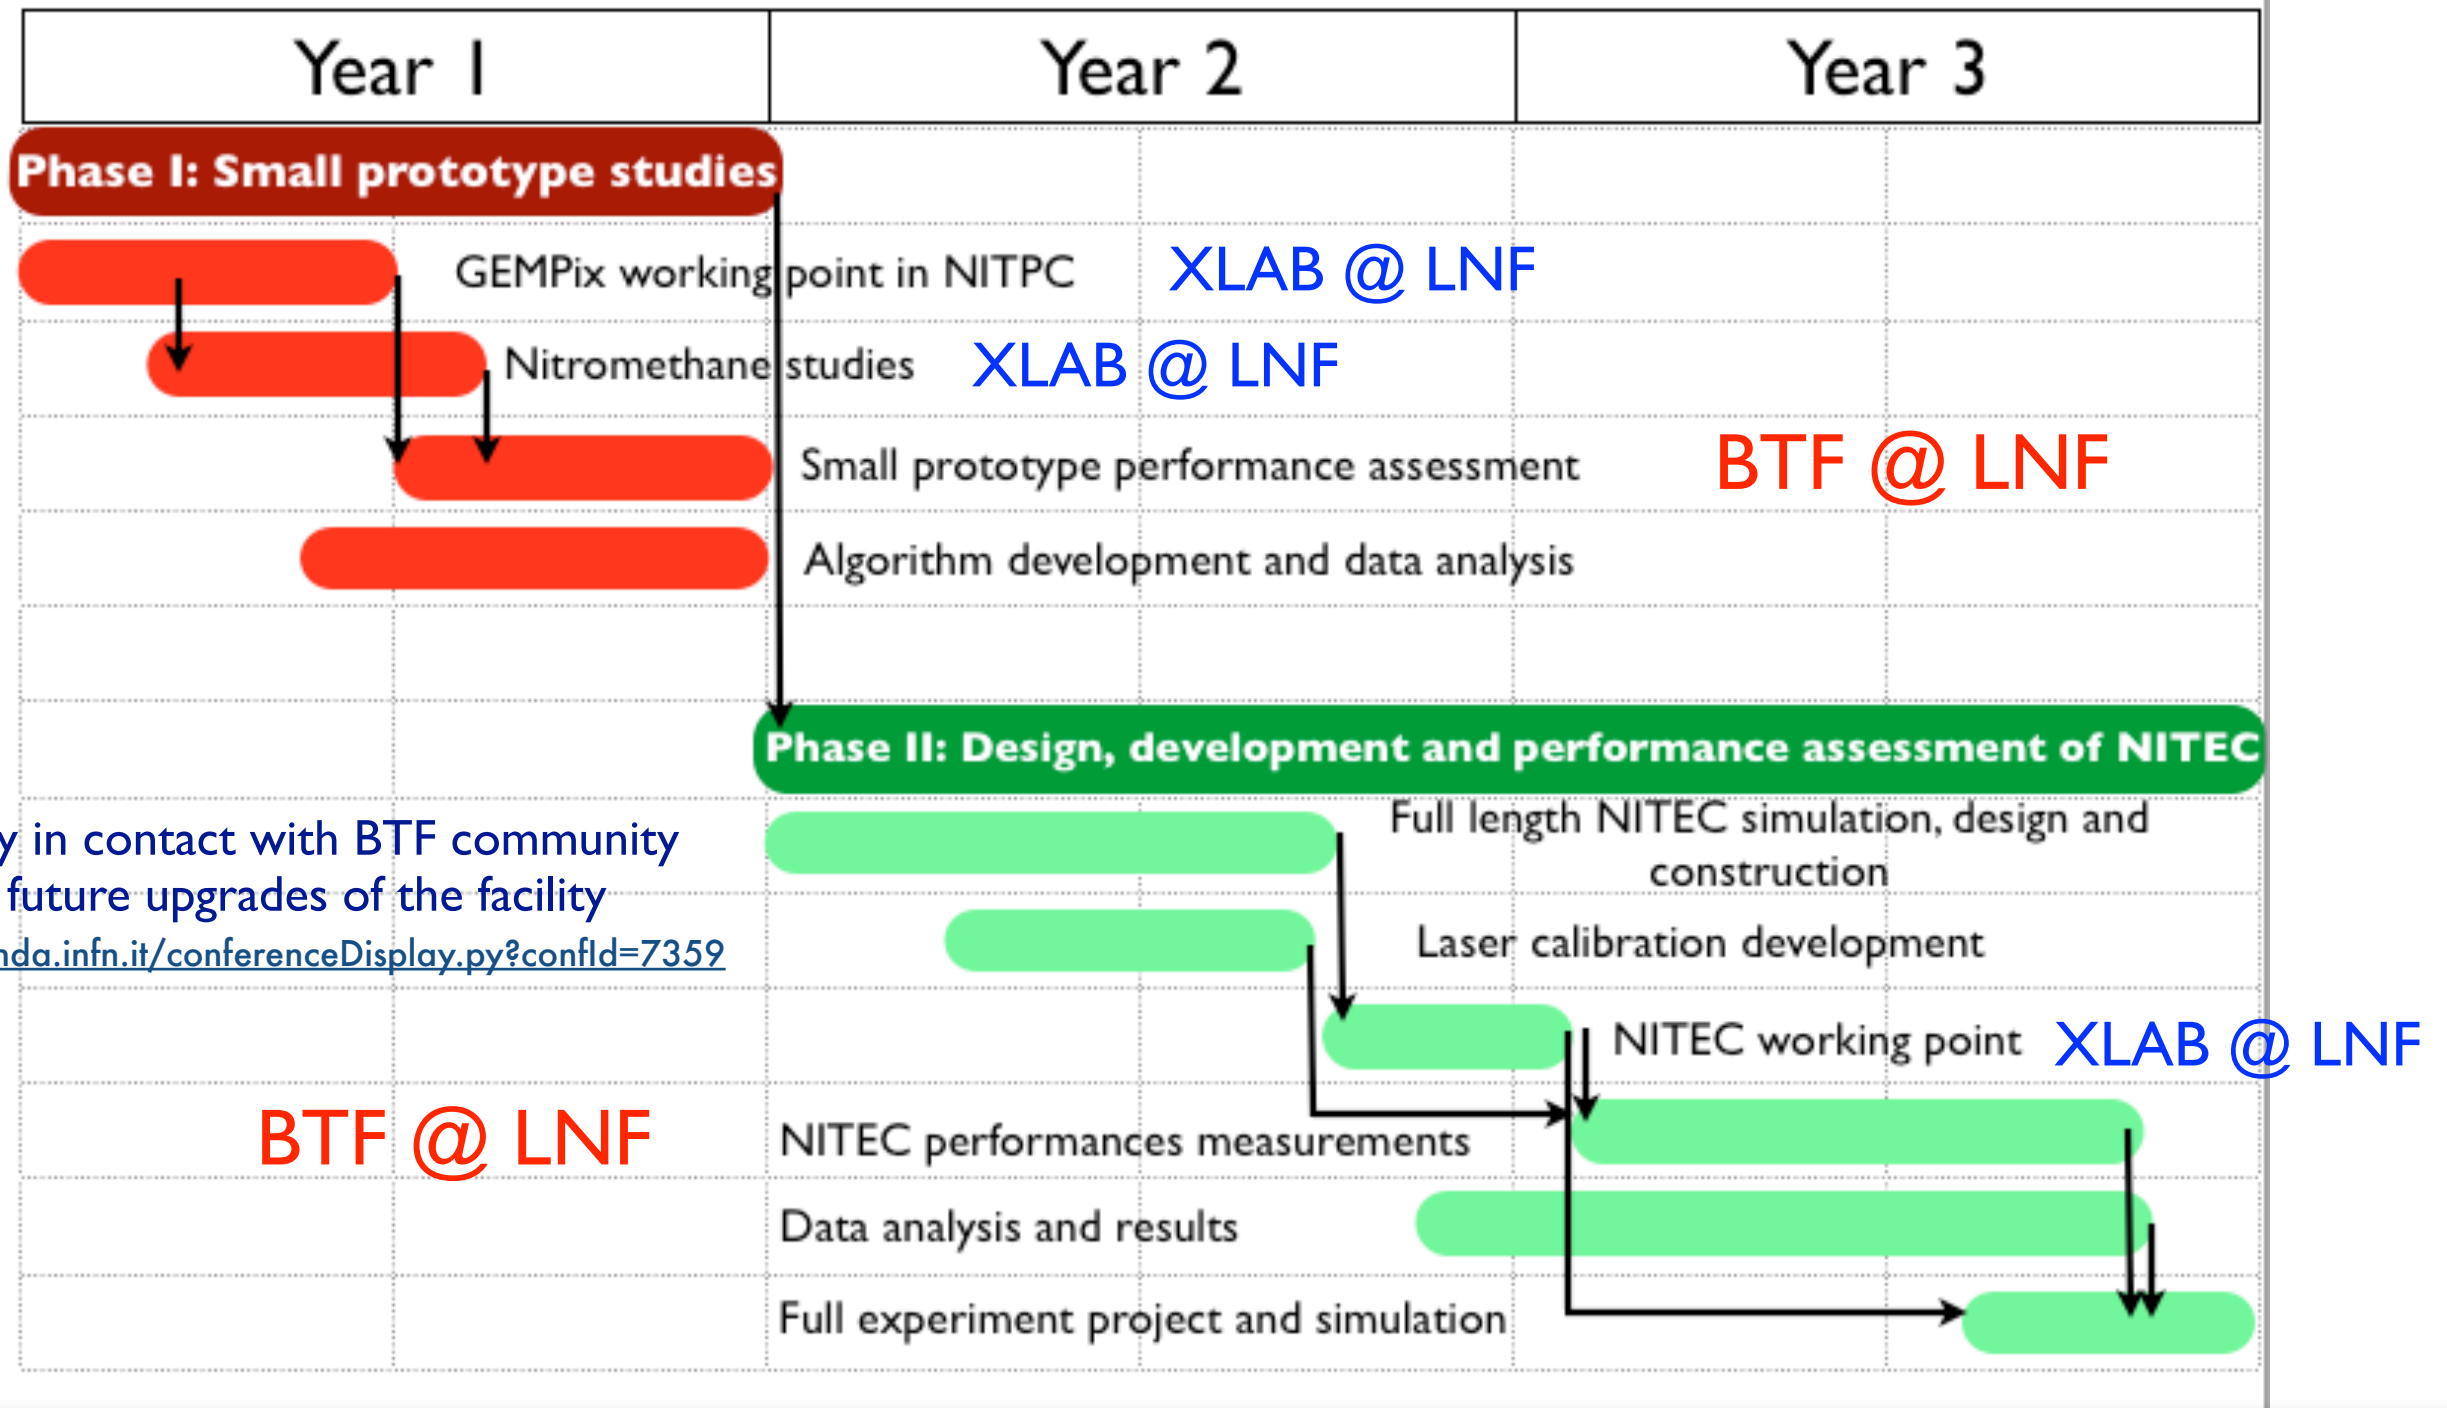 Year 1
Year 2
Year 3
Phase I: Small prototype studies
GEMPix working point in NITPC
XLAB @ LNF
Nitromethane studies
XLAB @ LNF
Small prototype performance assessment
BTF @ LNF
Algorithm development and data analysis
Phase II: Design, development and performance assessment of NITEC
Full length NITEC simulation, design and
construction
y in contact with BTF community
future upgrades of the facility
nda.infn.it/conferenceDisplay.py?confId=7359
Laser calibration development
NITEC working point
XLAB @ LNF
BTF @ LNF
NITEC performances measurements
Data analysis and results
Full experiment project and simulation